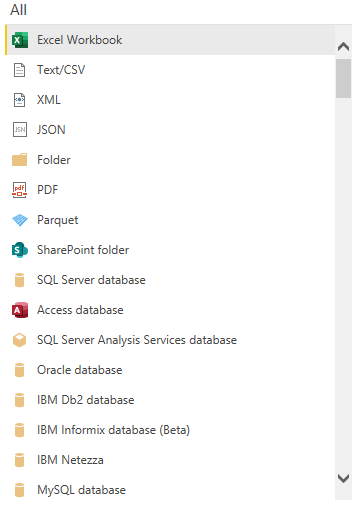 All
Excel Workbook
Text/CSV
XML
JSON
Folder
PDF
Parquet
SharePoint folder
SQL Server database
Access database
SQL Server Analysis Services database
Oracle database
IBM Db2 database
IBM Informix database (Beta)
IBM Netezza
MySQL database